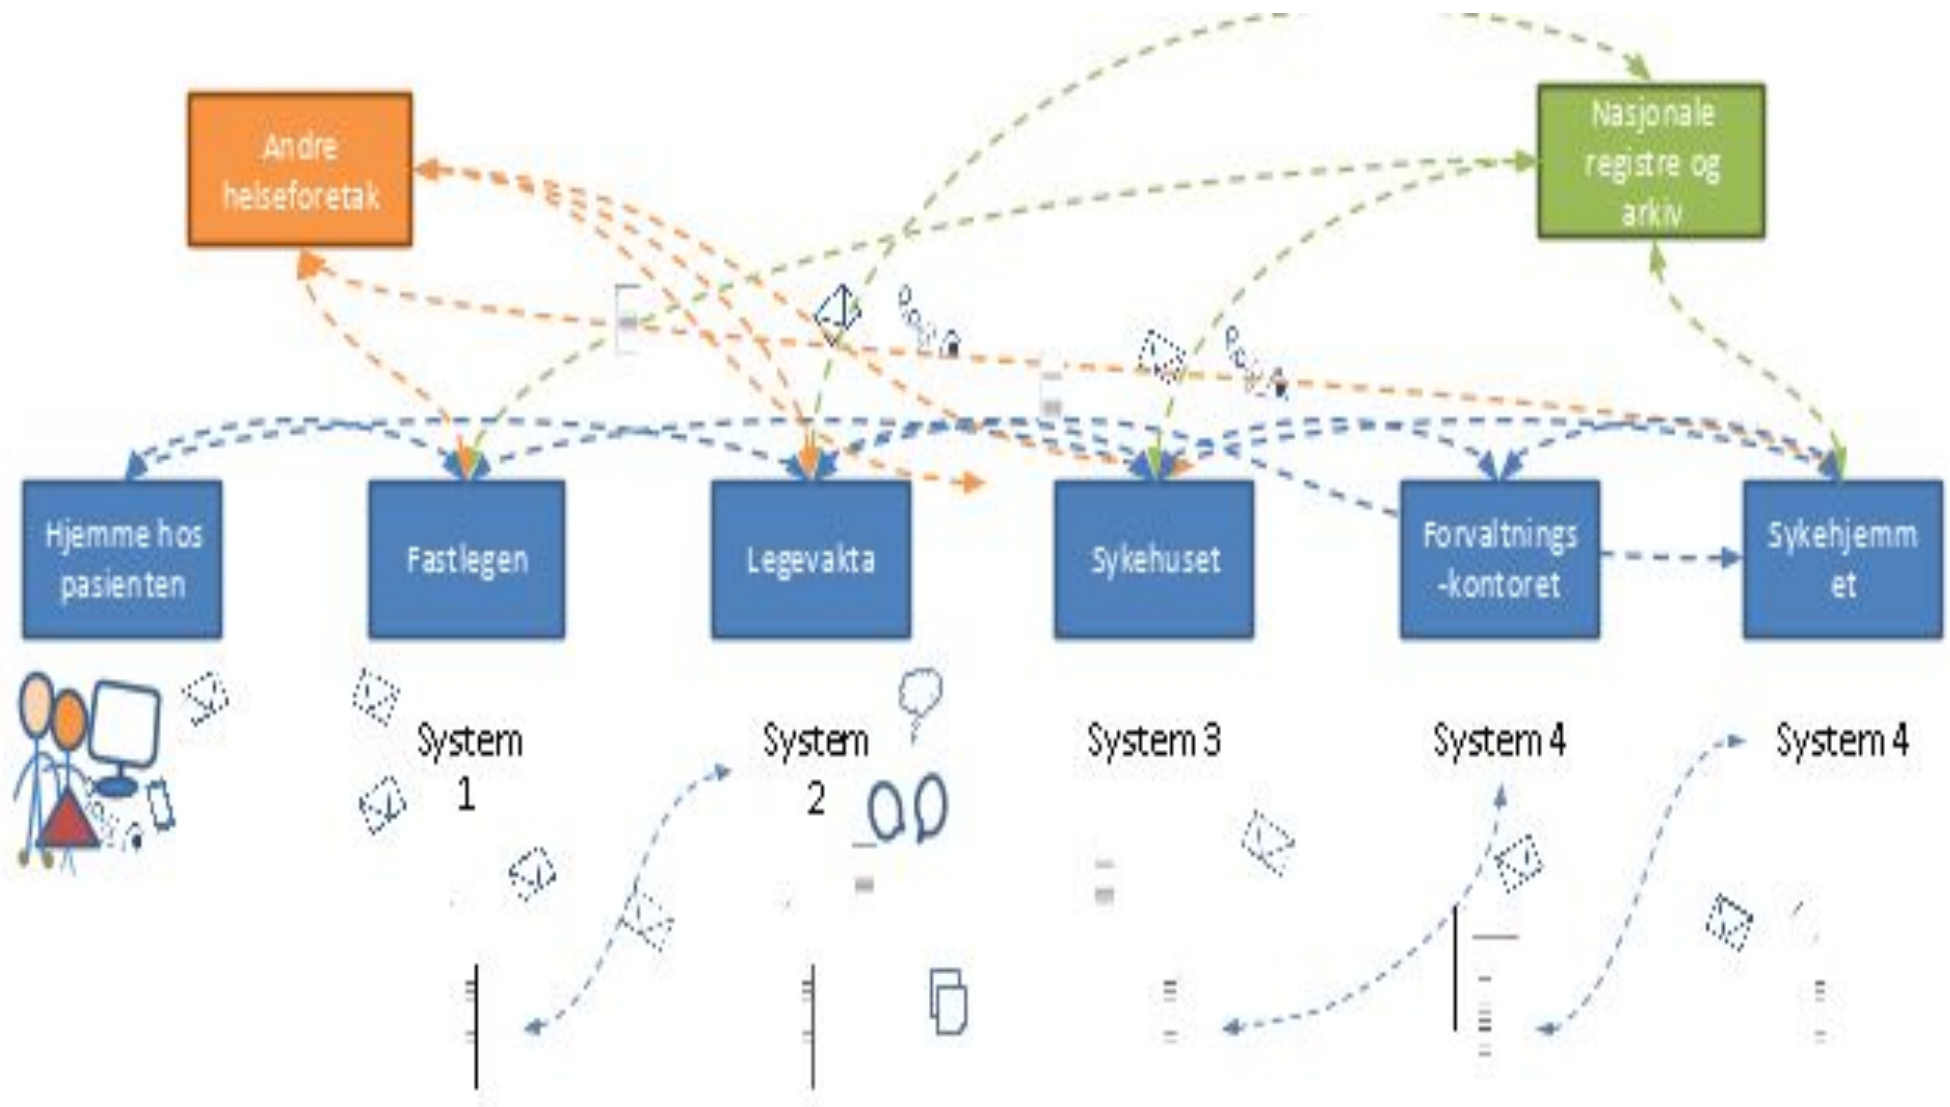 Andre
helseforetak
Nasjonale
registre og
arkiv
Hjemme hos
pasienten
Fastlegen
Legevakta
Sykehuset
Forvaltnings
-kontoret
Sykehjemm
et
System
1
System
2
System 3
System 4
System 4